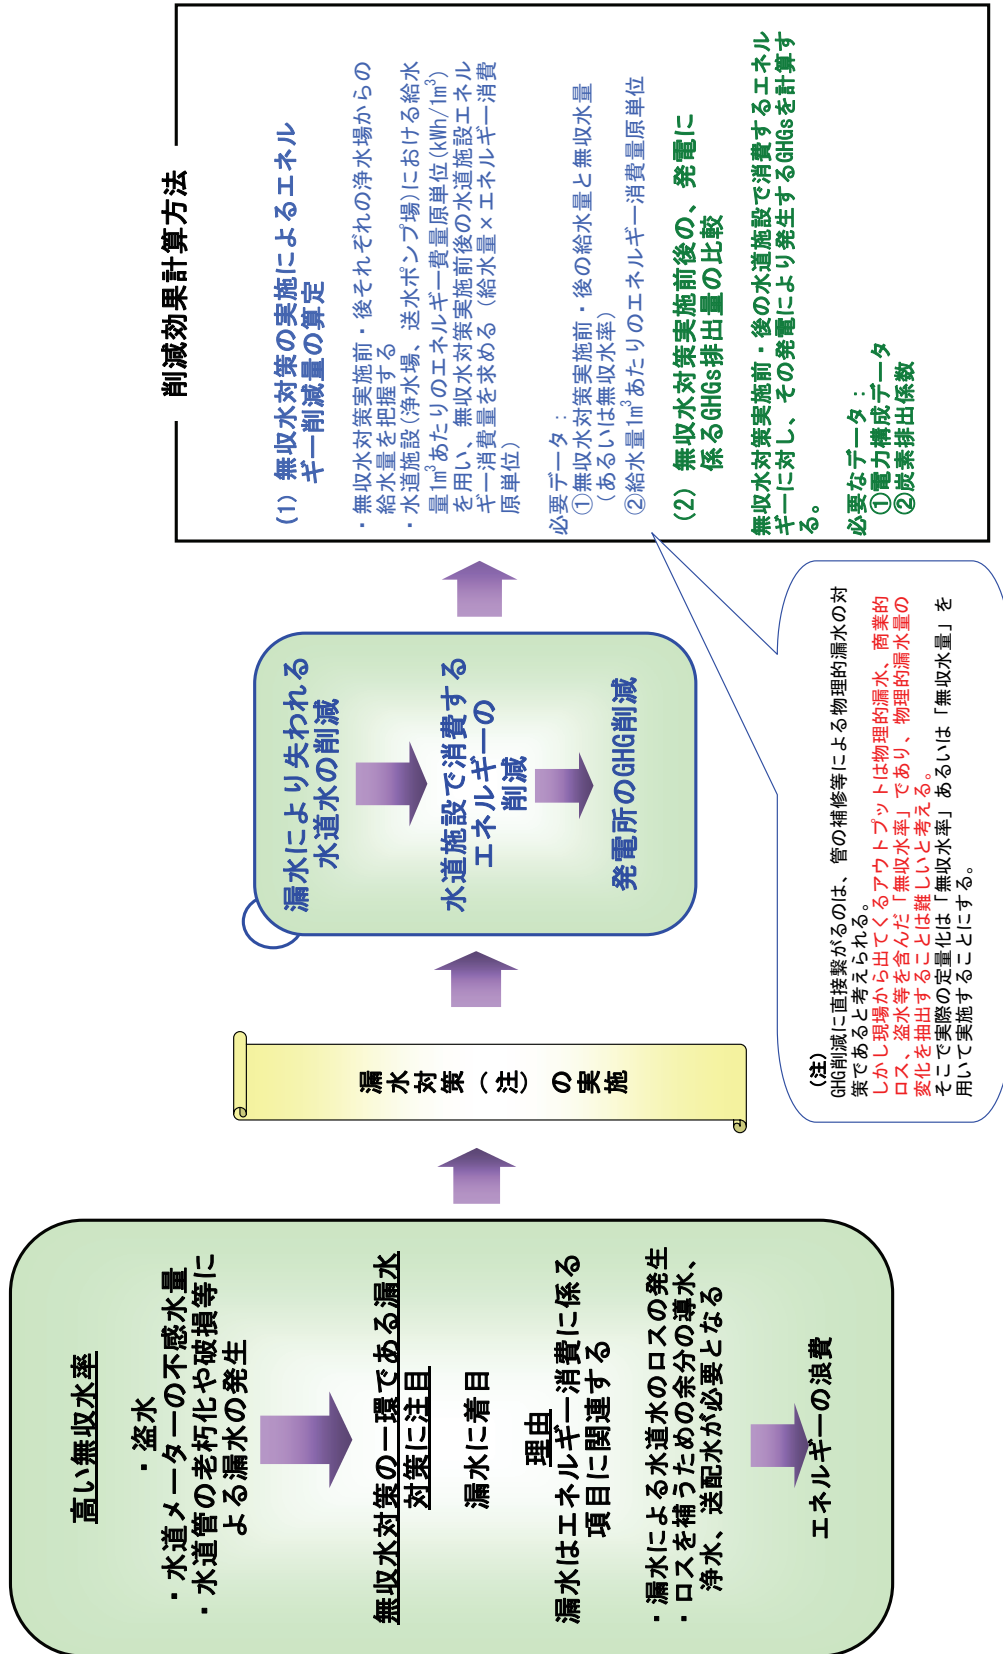 高い無収水率
・盗水
・水道メーターの不感水量
・水道管の老朽化や破損等に
よる漏水の発生
無収水対策の一環である漏水
対策に注目
漏水に着目
理由
漏水はエネルギー消費に係る
項目に関連する
・漏水による水道水のロスの発生
・ロスを補うための余分の導水、
浄水、送配水が必要となる
エネルギーの浪費
漏水対策（注）の実施
漏水により失われる
水道水の削減
水道施設で消費する
エネルギーの
削減
発電所のGHG削減
削減効果計算方法
(1) 無収水対策の実施によるエネル
ギー削減量の算定
・無収水対策実施前・後それぞれの浄水場からの
給水量を把握する
・水道施設(浄水場、送水ポンプ場)における給水
量1m³あたりのエネルギー費量原単位(kWh/1m³)
を用い、無収水対策実施前後の水道施設エネル
ギー消費量を求める（給水量×エネルギー消費
原単位）
必要データ：
①無収水対策実施前・後の給水量と無収水量
（あるいは無収水率）
②給水量1m³あたりのエネルギー消費量原単位
(2) 無収水対策実施前後の、発電に
係るGHGs排出量の比較
無収水対策実施前・後の水道施設で消費するエネル
ギーに対し、その発電により発生するGHGsを計算す
る。
必要なデータ：
①電力構成データ
②炭素排出係数
(注)
GHG削減に直接繋がるのは、管の補修等による物理的漏水の対
策であると考えられる。
しかし現場から出てくるアウトプットは物理的漏水、商業的
ロス、盗水等を含んだ「無収水率」であり、物理的漏水量の
変化を抽出することは難しいと考える。
そこで実際の定量化は「無収水率」あるいは「無収水量」を
用いて実施することにする。